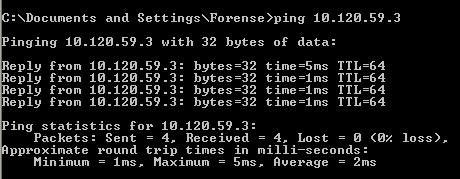 C:\Documents and Settings\Forense>ping 10.120.59.3
Pinging 10.120.59.3 with 32 bytes of data:
Reply from 10.120.59.3: bytes=32 time=5ms TTL=64
Reply from 10.120.59.3: bytes=32 time=1ms TTL=64
Reply from 10.120.59.3: bytes=32 time=1ms TTL=64
Reply from 10.120.59.3: bytes=32 time=1ms TTL=64
Ping statistics for 10.120.59.3:
    Packets: Sent = 4, Received = 4, Lost = 0 (0% loss),
Approximate round trip times in milli-seconds:
    Minimum = 1ms, Maximum = 5ms, Average = 2ms